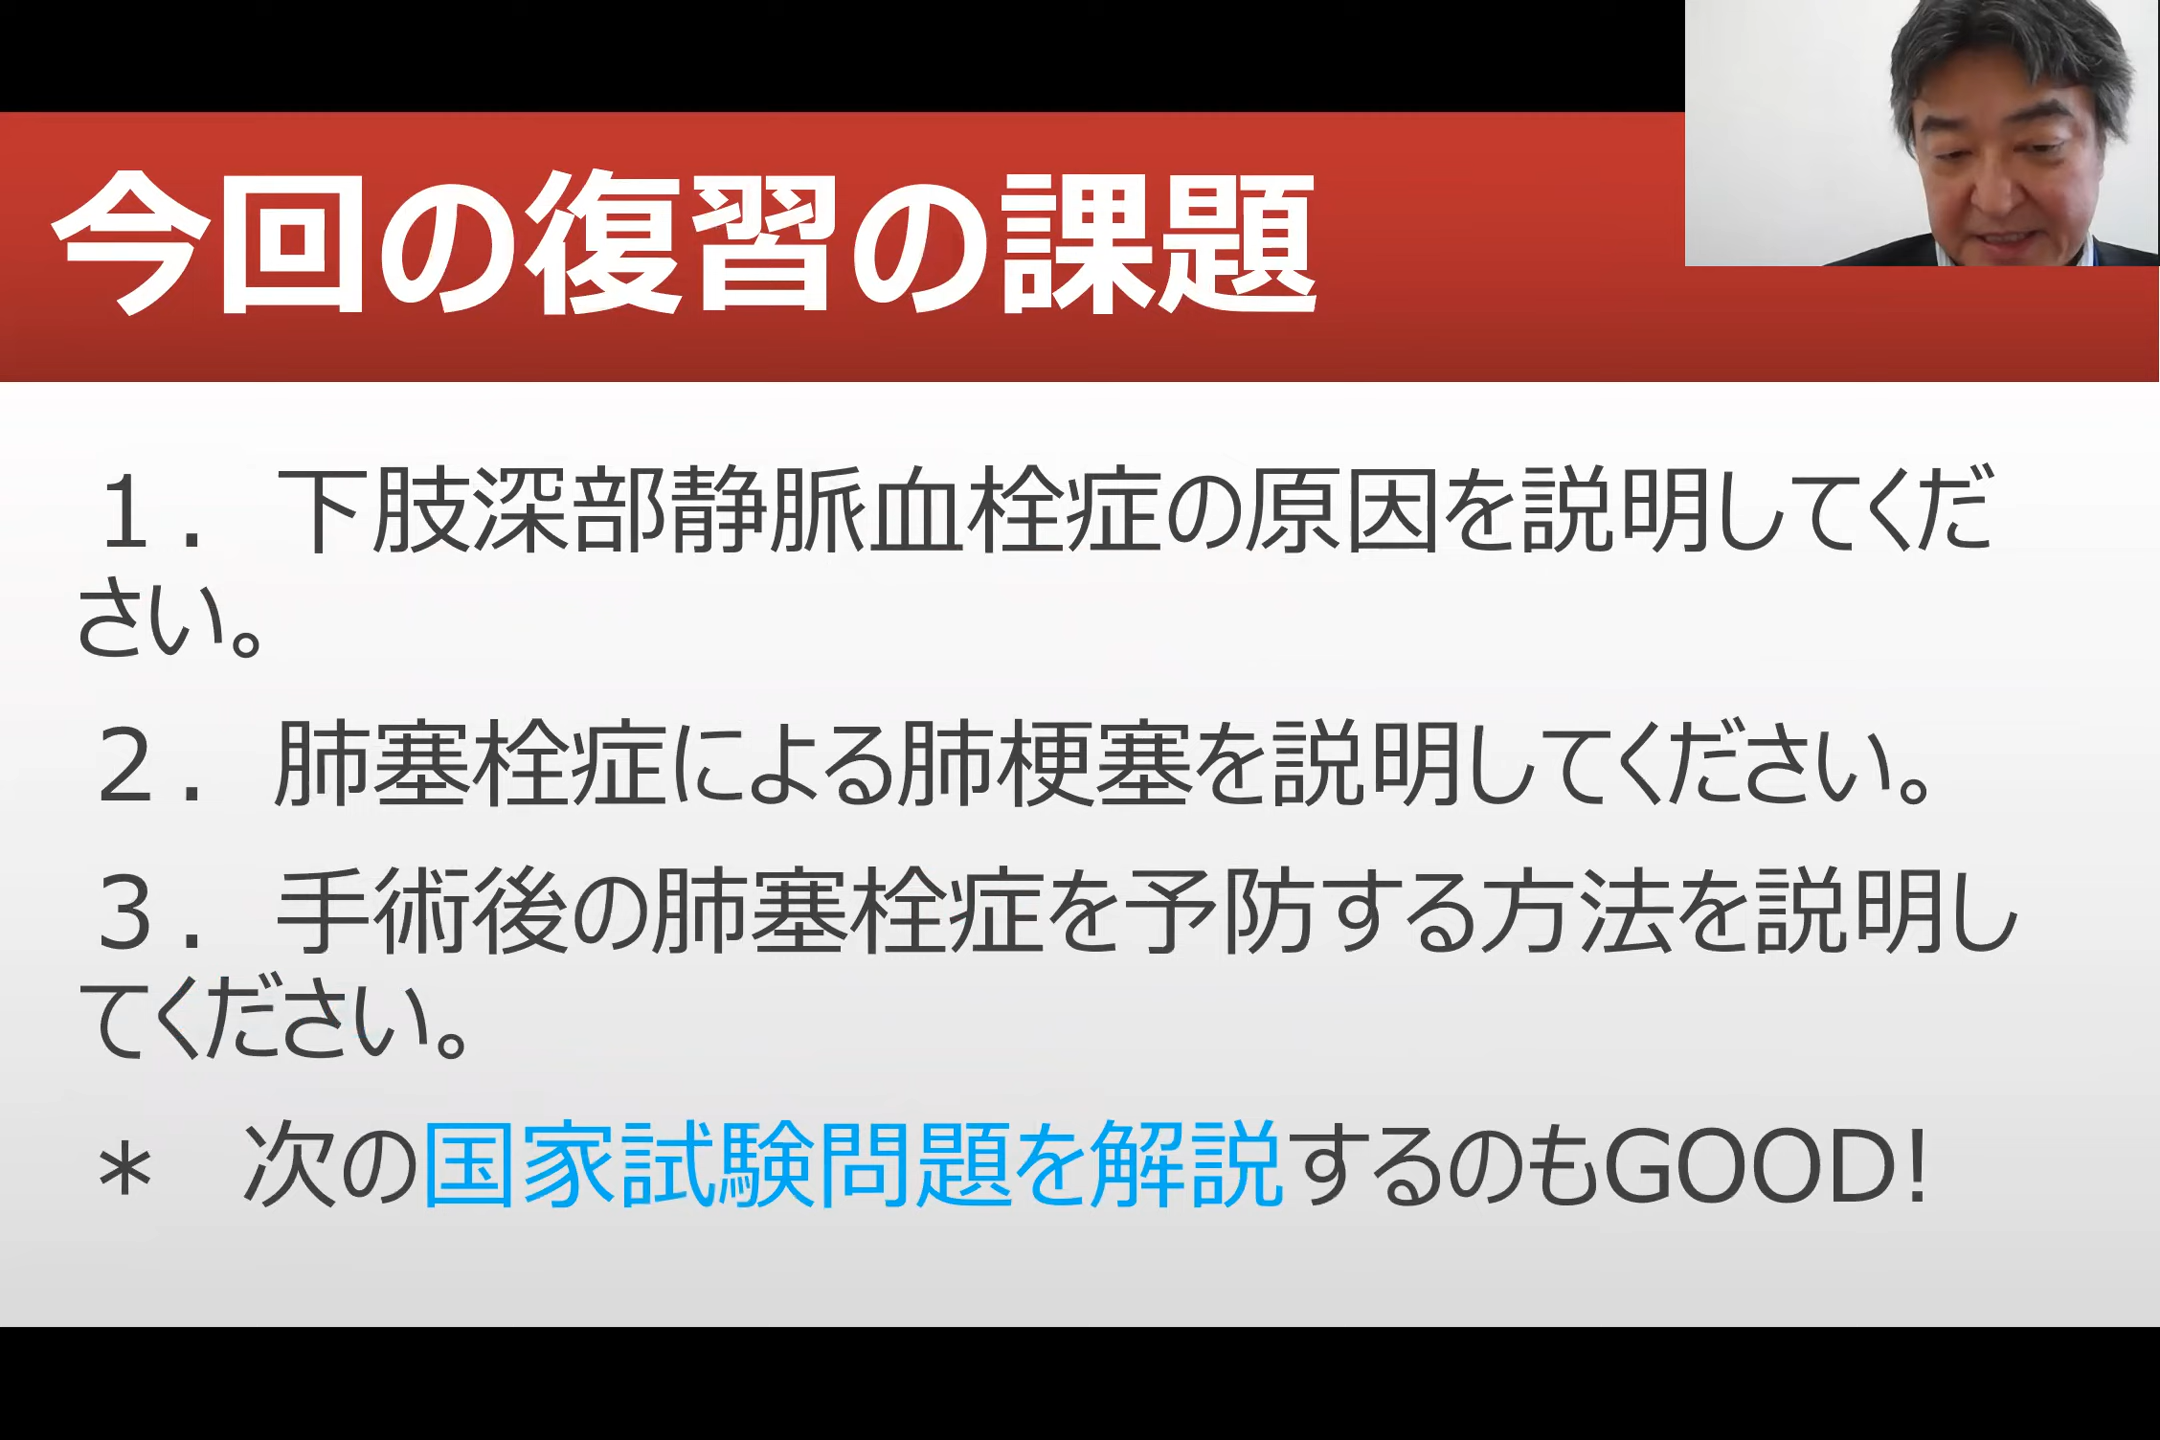 今回の復習の課題
１． 下肢深部静脈血栓症の原因を説明してくだ
さい。
２． 肺塞栓症による肺梗塞を説明してください。
３． 手術後の肺塞栓症を予防する方法を説明し
てください。
＊ 次の国家試験問題を解説するのもGOOD!